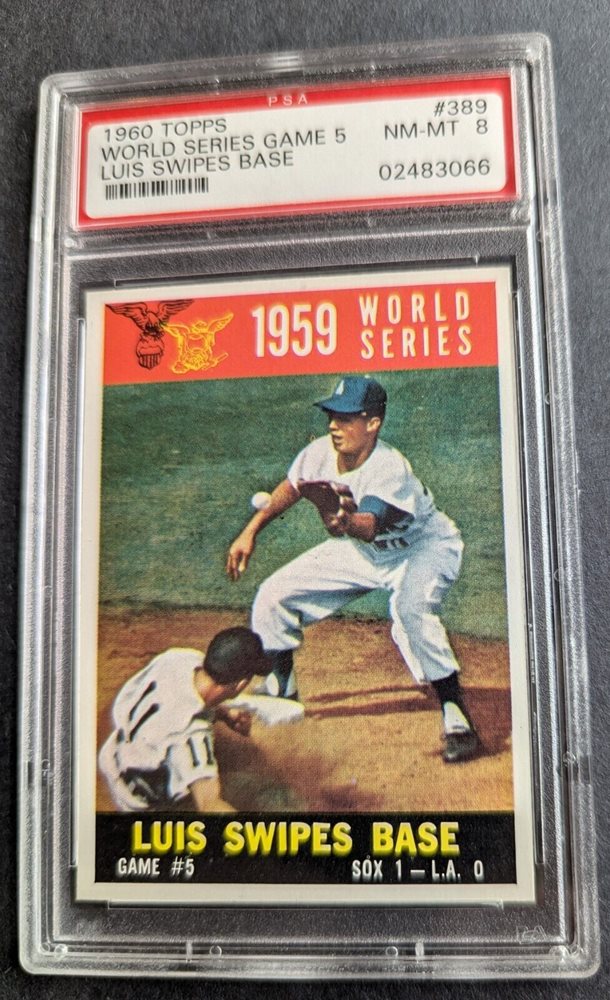 PSA
1960 TOPPS #389
WORLD SERIES GAME 5 NM-MT 8
LUIS SWIPES BASE
02483066
1959 WORLD SERIES
11
11
LUIS SWIPES BASE
GAME #5 SOX 1 – L.A. 0